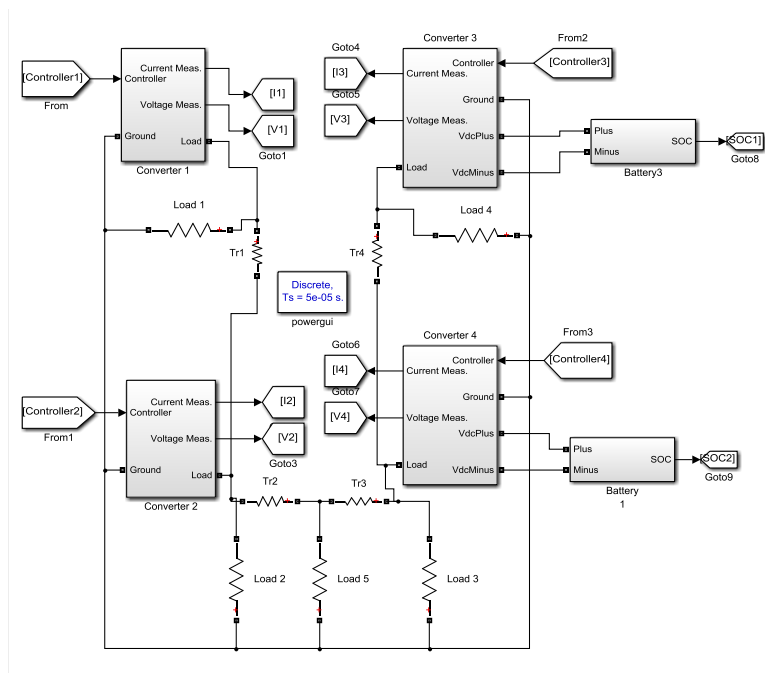 Converter 3
Goto4
From2
[Controller1]
From
Current Meas.
Controller
Voltage Meas.
Ground
Load
Converter 1
[I1]
[V1]
Goto1
[I3]
Goto5
[V3]
Controller
Current Meas.
Ground
Voltage Meas.
VdcPlus
Load
VdcMinus
[Controller3]
Plus
Minus
SOC
Battery3
[SOC1]
Goto8
Load 1
Tr1
Load 4
Tr4
Discrete,
Ts = 5e-05 s.
powergui
Converter 4
Goto6
From3
[I4]
Goto7
[V4]
Controller
Current Meas.
Ground
Voltage Meas.
VdcPlus
Load
VdcMinus
[Controller4]
[Controller2]
From1
Current Meas.
Controller
Voltage Meas.
Ground
Load
Converter 2
[I2]
[V2]
Goto3
Plus
Minus
SOC
Battery
1
[SOC2]
Goto9
Tr2
Tr3
Load 2
Load 5
Load 3